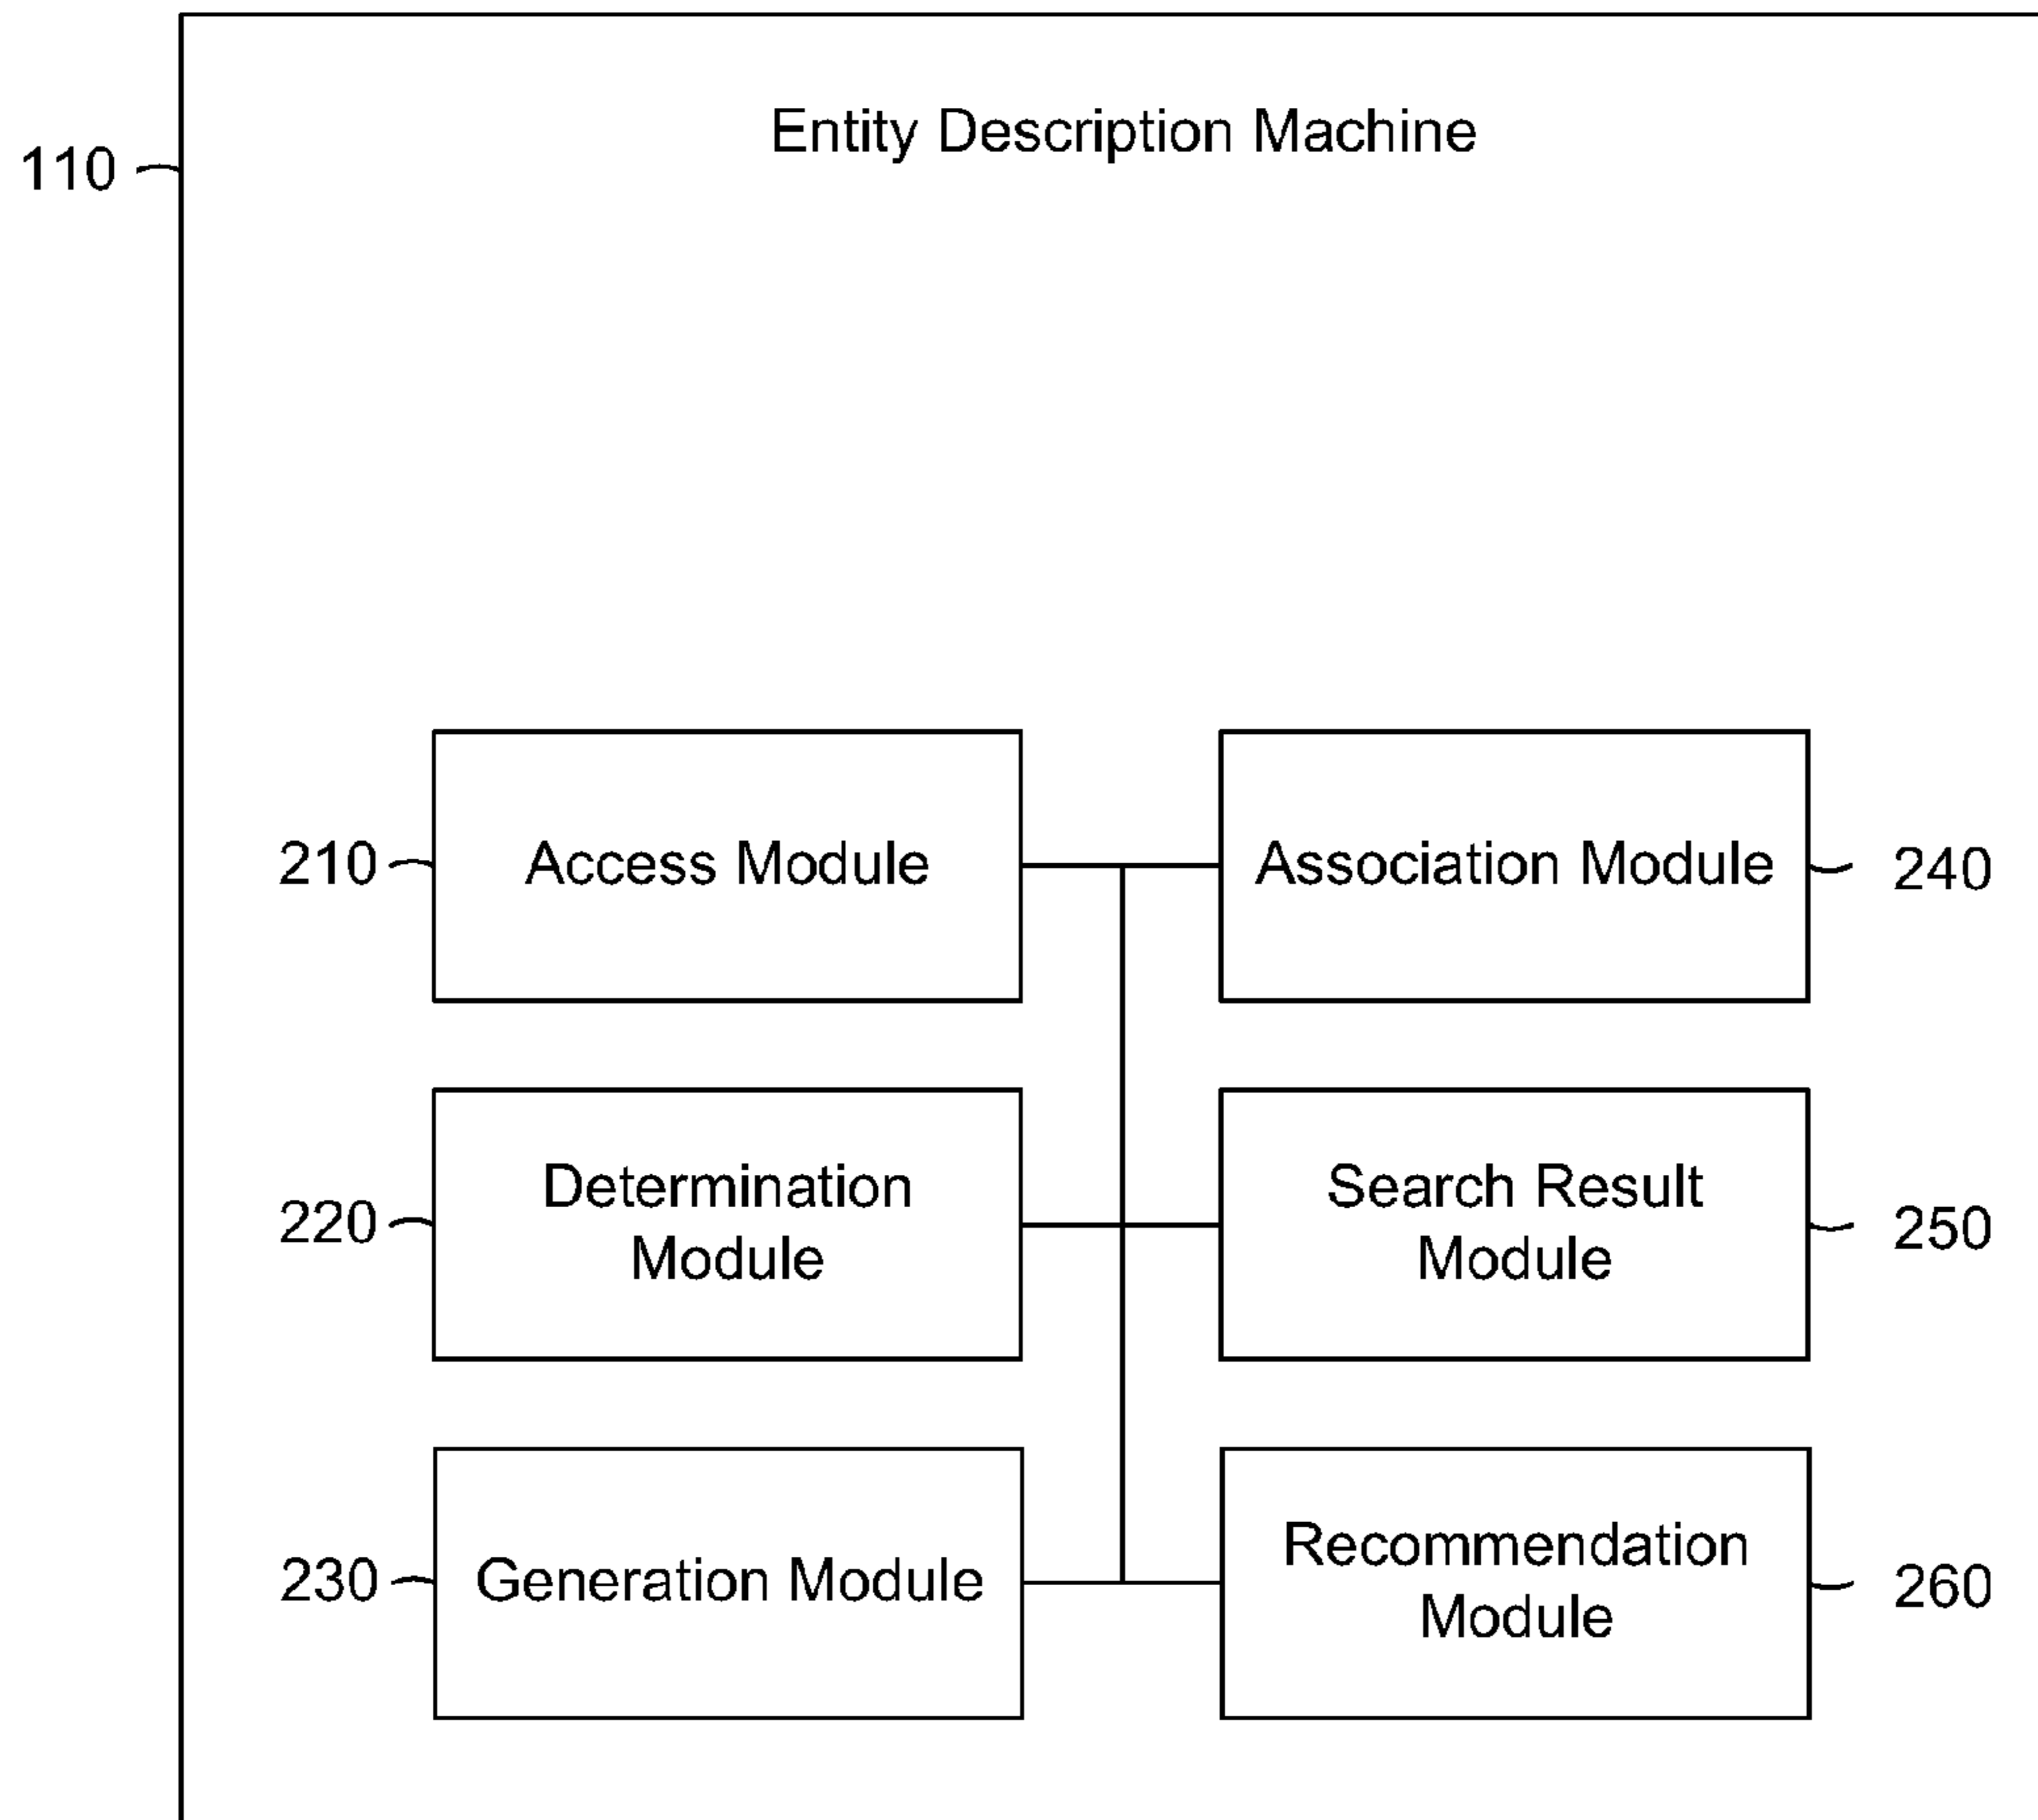 Entity Description Machine
110
210
Access Module
Association Module
240
220
Determination
Module
Search Result
Module
250
230
Generation Module
Recommendation
Module
260